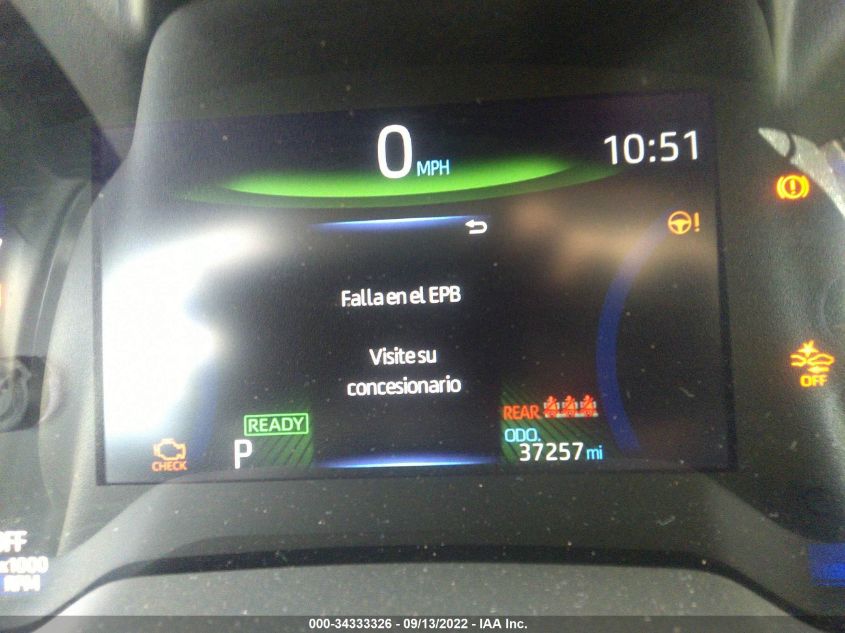 0 MPH
10:51
Falla en el EPB
Visite su
concesionario
READY
P
CHECK
REAR
ODO.
37257 mi
OFF
OFF
x1000
RPM
000-34333326 - 09/13/2022 - IAA Inc.